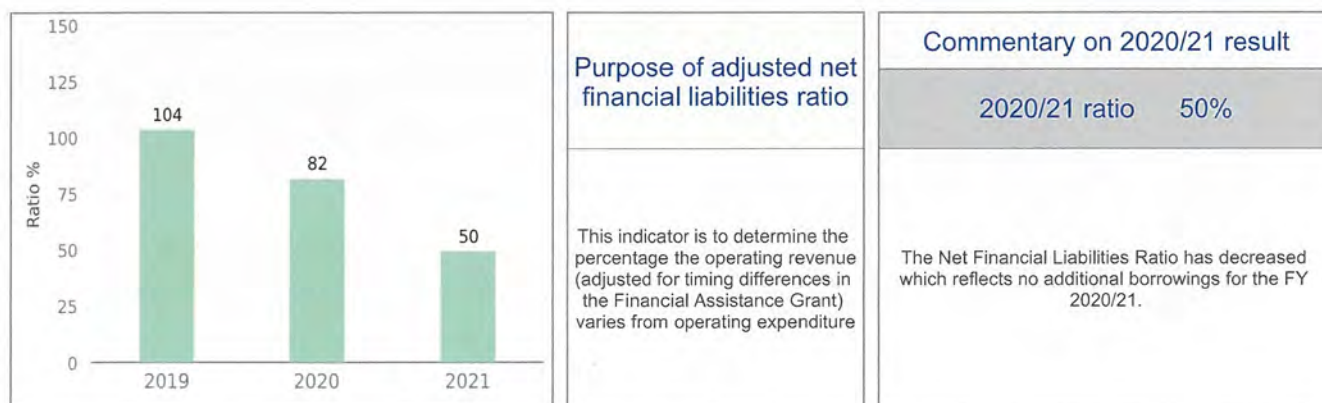 150
125
100
75
50
25
0
Ratio %
104
82
50
2019 2020 2021
Purpose of adjusted net
financial liabilities ratio
This indicator is to determine the
percentage the operating revenue
(adjusted for timing differences in
the Financial Assistance Grant)
varies from operating expenditure
Commentary on 2020/21 result
2020/21 ratio 50%
The Net Financial Liabilities Ratio has decreased
which reflects no additional borrowings for the FY
2020/21.